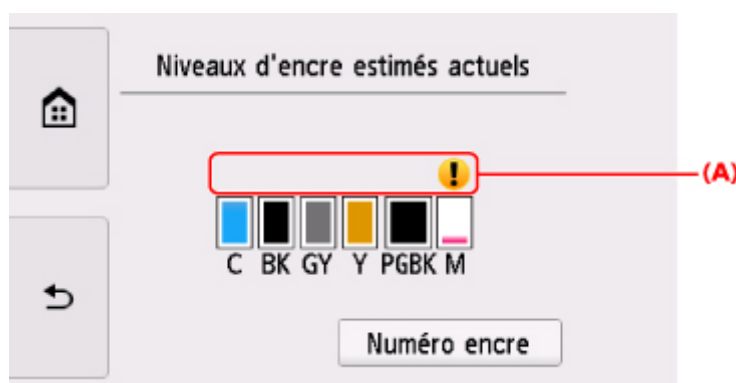 Niveaux d'encre estimés actuels
(A)
C BK GY Y PGBK M
Numéro encre